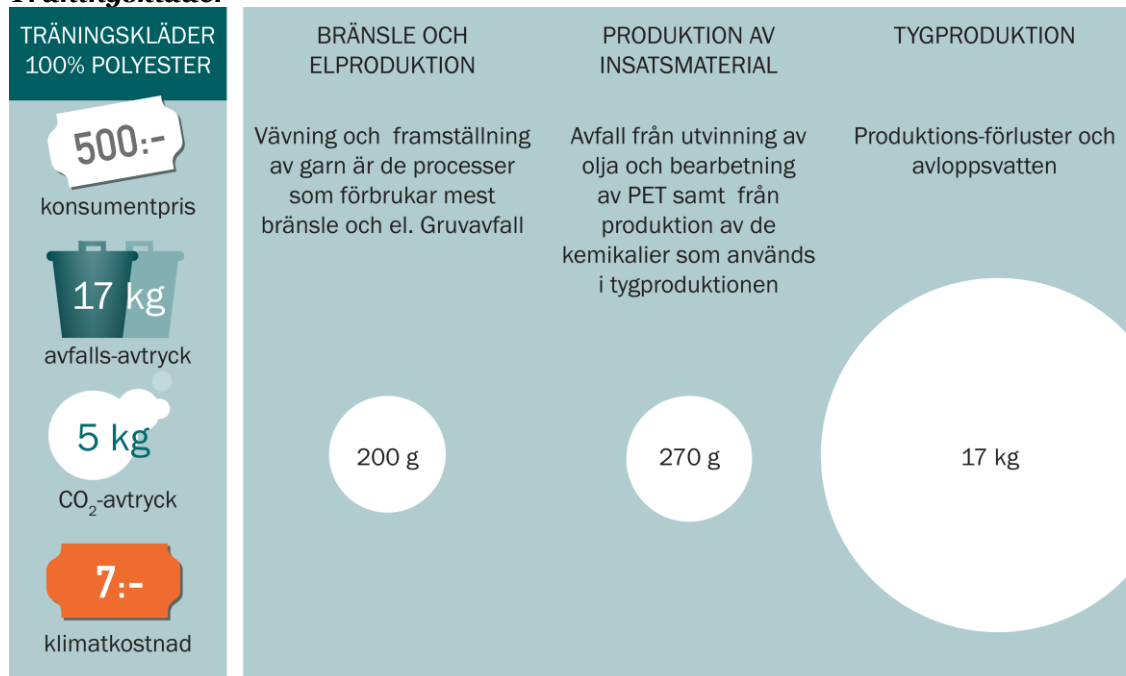 Träningskläder
TRÄNINGSKLÄDER
100% POLYESTER
500:-
konsumentpris
17 kg
avfalls-avtryck
5 kg
CO₂-avtryck
7:-
klimatkostnad
BRÄNSLE OCH
ELPRODUKTION
Vävning och framställning
av garn är de processer
som förbrukar mest
bränsle och el. Gruvavfall
200 g
PRODUKTION AV
INSATSMATERIAL
Avfall från utvinning av
olja och bearbetning
av PET samt från
produktion av de
kemikalier som används
i tygproduktionen
270 g
TYGPRODUKTION
Produktions-förluster och
avloppsvatten
17 kg